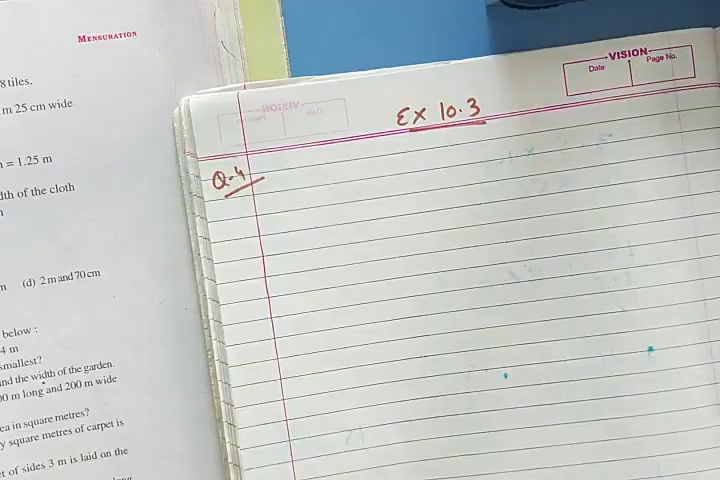 MENSURATION
8 tiles.
m 25 cm wide
= 1.25 m
dth of the cloth
(d) 2 m and 70 cm
below :
4 m
smallest?
nd the width of the garden.
0 m long and 200 m wide
ea in square metres?
y square metres of carpet is
t of sides 3 m is laid on the
VISION
Date
Page No.
Ex 10.3
Q.4